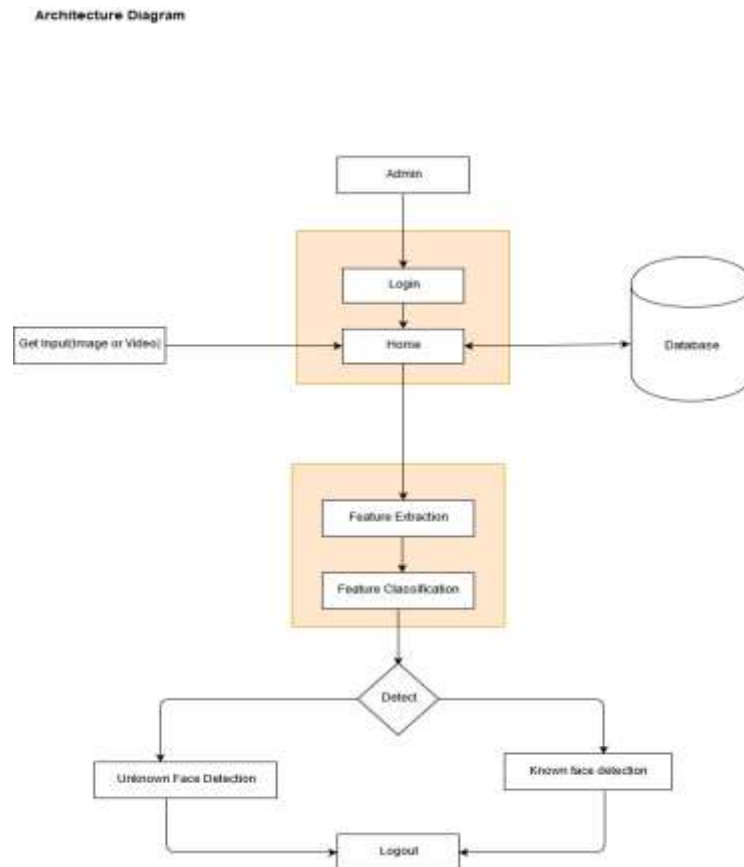 Architecture Diagram
Admin
Login
Get Input(Image or Video)
Home
Database
Feature Extraction
Feature Classification
Detect
Unknown Face Detection
Known face detection
Logout